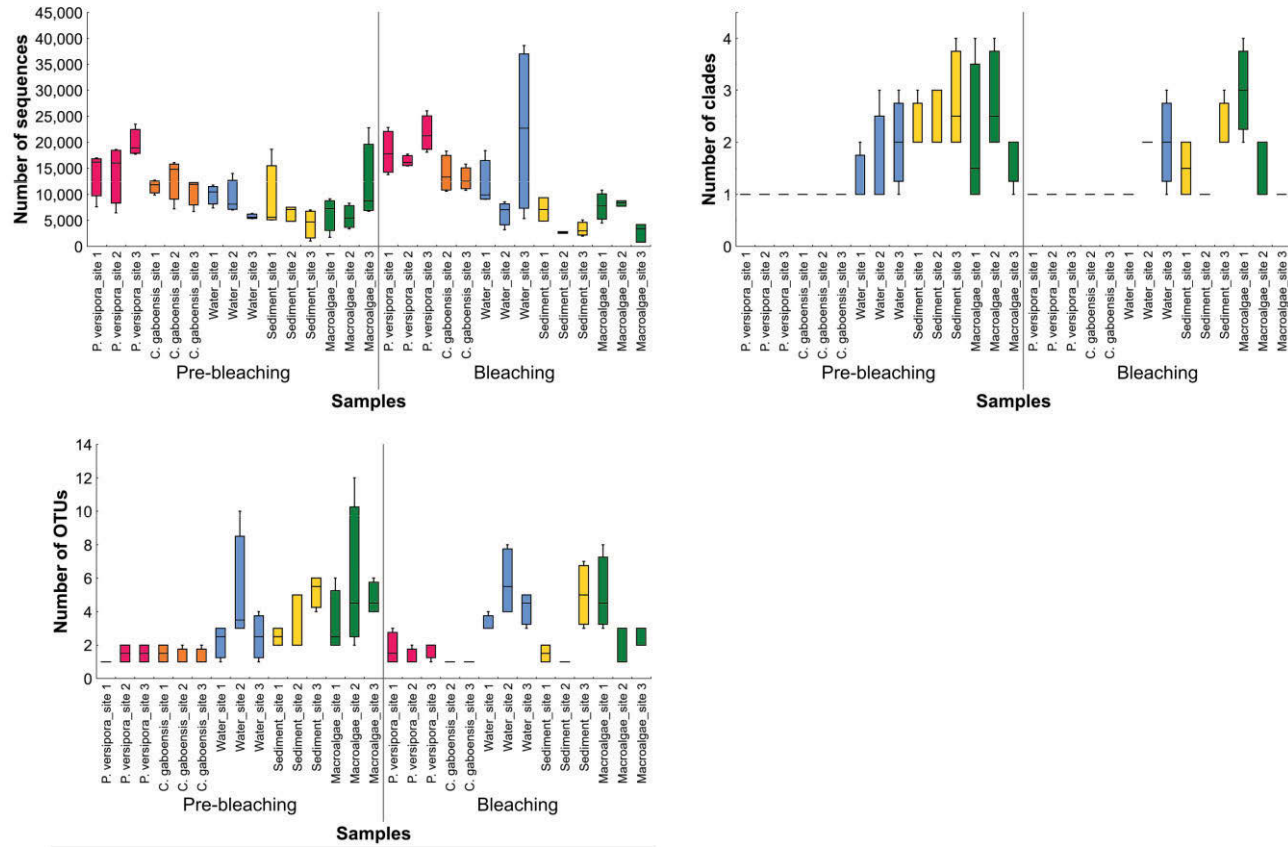 Number of sequences
45,000
40,000
35,000
30,000
25,000
20,000
15,000
10,000
5,000
0
P. versipora_site 1
P. versipora_site 2
P. versipora_site 3
C. gaboensis_site 1
C. gaboensis_site 2
C. gaboensis_site 3
Water_site 1
Water_site 2
Water_site 3
Sediment_site 1
Sediment_site 2
Sediment_site 3
Macroalgae_site 1
Macroalgae_site 2
Macroalgae_site 3
P. versipora_site 1
P. versipora_site 2
P. versipora_site 3
C. gaboensis_site 2
C. gaboensis_site 3
Water_site 1
Water_site 2
Water_site 3
Sediment_site 1
Sediment_site 2
Sediment_site 3
Macroalgae_site 1
Macroalgae_site 2
Macroalgae_site 3
Pre-bleaching
Bleaching
Samples
Number of clades
4
3
2
1
0
P. versipora_site 1
P. versipora_site 2
P. versipora_site 3
C. gaboensis_site 1
C. gaboensis_site 2
C. gaboensis_site 3
Water_site 1
Water_site 2
Water_site 3
Sediment_site 1
Sediment_site 2
Sediment_site 3
Macroalgae_site 1
Macroalgae_site 2
Macroalgae_site 3
P. versipora_site 1
P. versipora_site 2
P. versipora_site 3
C. gaboensis_site 2
C. gaboensis_site 3
Water_site 1
Water_site 2
Water_site 3
Sediment_site 1
Sediment_site 2
Sediment_site 3
Macroalgae_site 1
Macroalgae_site 2
Macroalgae_site 3
Pre-bleaching
Bleaching
Samples
Number of OTUs
14
12
10
8
6
4
2
0
P. versipora_site 1
P. versipora_site 2
P. versipora_site 3
C. gaboensis_site 1
C. gaboensis_site 2
C. gaboensis_site 3
Water_site 1
Water_site 2
Water_site 3
Sediment_site 1
Sediment_site 2
Sediment_site 3
Macroalgae_site 1
Macroalgae_site 2
Macroalgae_site 3
P. versipora_site 1
P. versipora_site 2
P. versipora_site 3
C. gaboensis_site 2
C. gaboensis_site 3
Water_site 1
Water_site 2
Water_site 3
Sediment_site 1
Sediment_site 2
Sediment_site 3
Macroalgae_site 1
Macroalgae_site 2
Macroalgae_site 3
Pre-bleaching
Bleaching
Samples